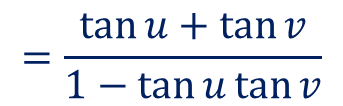 = (tan u + tan v) / (1 − tan u tan v)